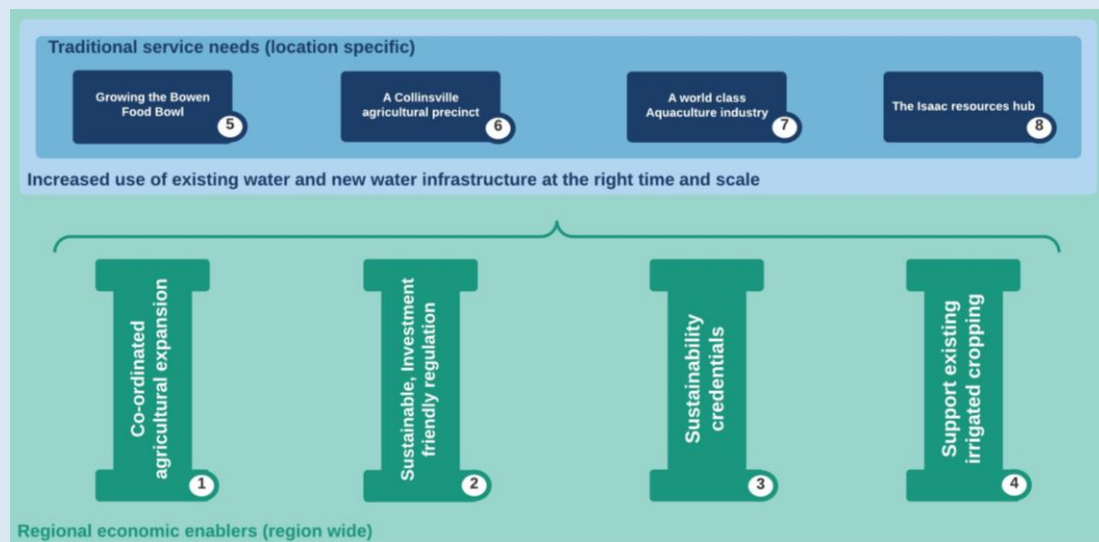 Traditional service needs (location specific)
Growing the Bowen
Food Bowl
5
A Collinsville
agricultural precinct
6
A world class
Aquaculture industry
7
The Isaac resources hub
8
Increased use of existing water and new water infrastructure at the right time and scale
Co-ordinated
agricultural expansion
1
Sustainable, Investment
friendly regulation
2
Sustainability
credentials
3
Support existing
irrigated cropping
4
Regional economic enablers (region wide)